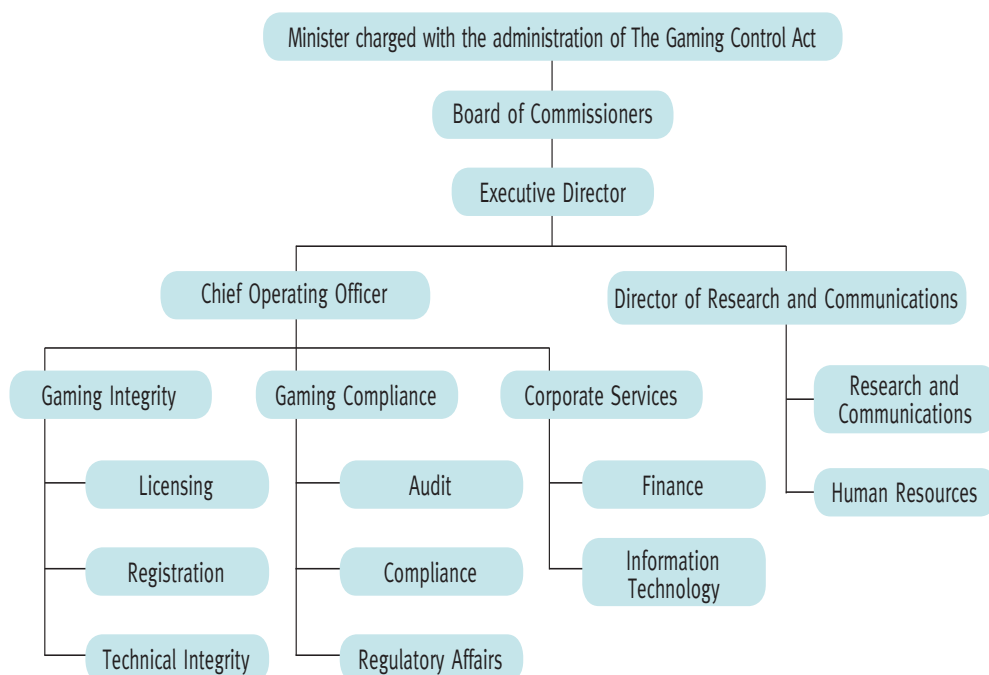 Minister charged with the administration of The Gaming Control Act
Board of Commissioners
Executive Director
Chief Operating Officer
Director of Research and Communications
Gaming Integrity
Gaming Compliance
Corporate Services
Research and
Communications
Licensing
Audit
Finance
Human Resources
Registration
Compliance
Information
Technology
Technical Integrity
Regulatory Affairs